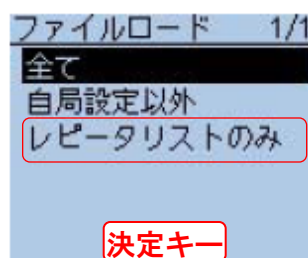 ファイルロード 1/1
全て
自局設定以外
レピータリストのみ
決定キー